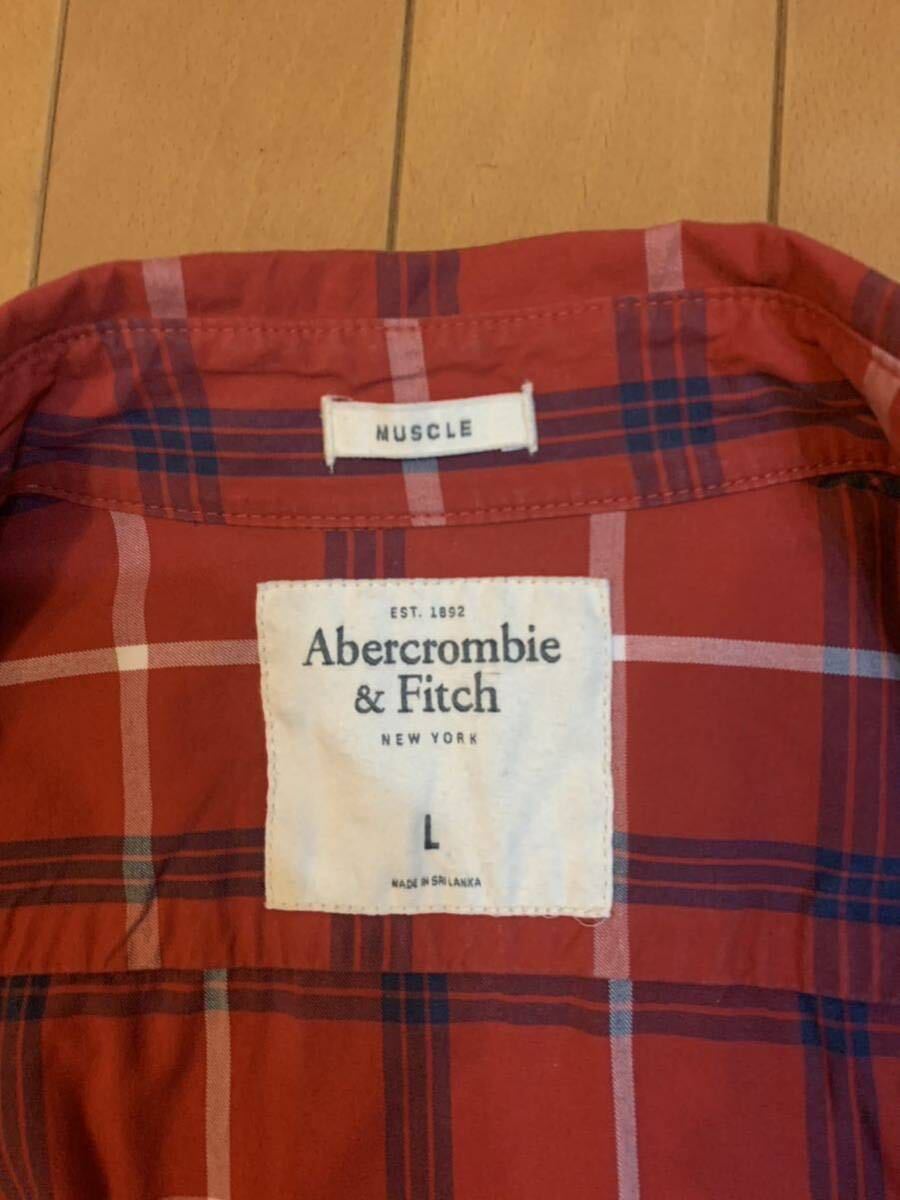 MUSCLE
EST. 1892
Abercrombie
& Fitch
NEW YORK
L
MADE IN SRI LANKA